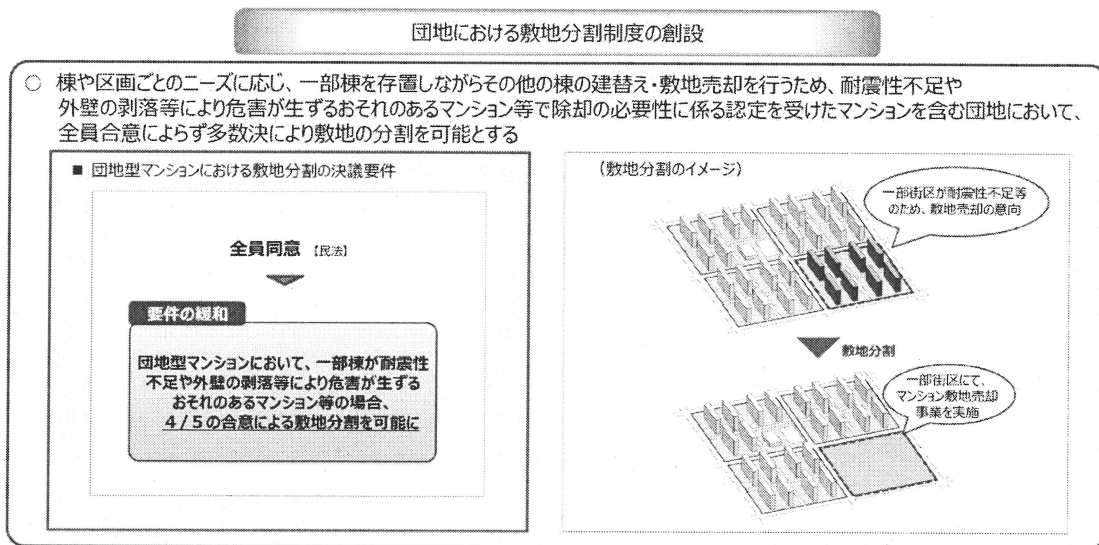 団地における敷地分割制度の創設
○ 棟や区画ごとのニーズに応じ、一部棟を存置しながらその他の棟の建替え・敷地売却を行うため、耐震性不足や
外壁の剥落等により危害が生ずるおそれのあるマンション等で除却の必要性に係る認定を受けたマンションを含む団地において、
全員合意によらず多数決により敷地の分割を可能とする
■ 団地型マンションにおける敷地分割の決議要件
全員同意 【民法】
要件の緩和
団地型マンションにおいて、一部棟が耐震性
不足や外壁の剥落等により危害が生ずる
おそれのあるマンション等の場合、
4/5の合意による敷地分割を可能に
(敷地分割のイメージ)
一部街区が耐震性不足等
のため、敷地売却の意向
敷地分割
一部街区にて、
マンション敷地売却
事業を実施